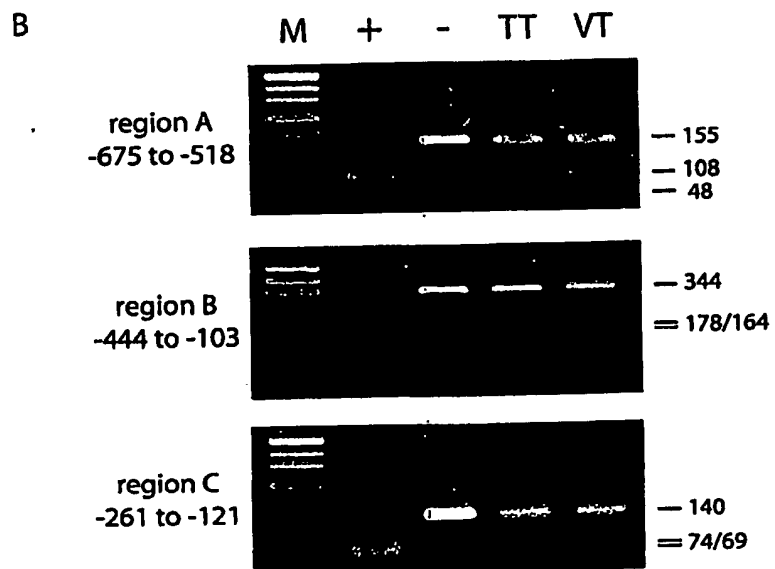 B
M + - TT VT
region A
-675 to -518
155
108
48
region B
-444 to -103
344
178/164
region C
-261 to -121
140
74/69